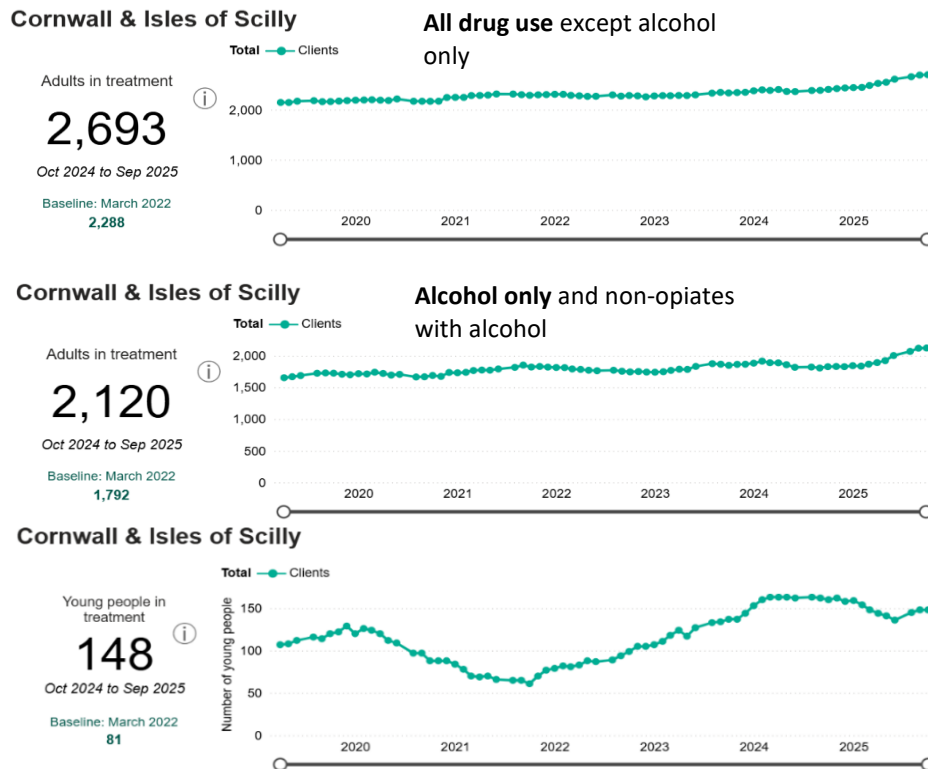 Cornwall & Isles of Scilly
All drug use except alcohol
only
Total Clients
Adults in treatment
i
2,693
Oct 2024 to Sep 2025
Baseline: March 2022
2,288
2,000
1,000
0
2020 2021 2022 2023 2024 2025
Cornwall & Isles of Scilly
Alcohol only and non-opiates
with alcohol
Total Clients
Adults in treatment
i
2,120
Oct 2024 to Sep 2025
Baseline: March 2022
1,792
2,000
1,500
1,000
500
0
2020 2021 2022 2023 2024 2025
Cornwall & Isles of Scilly
Total Clients
Young people in
treatment
i
148
Oct 2024 to Sep 2025
Baseline: March 2022
81
Number of young people
150
100
50
0
2020 2021 2022 2023 2024 2025